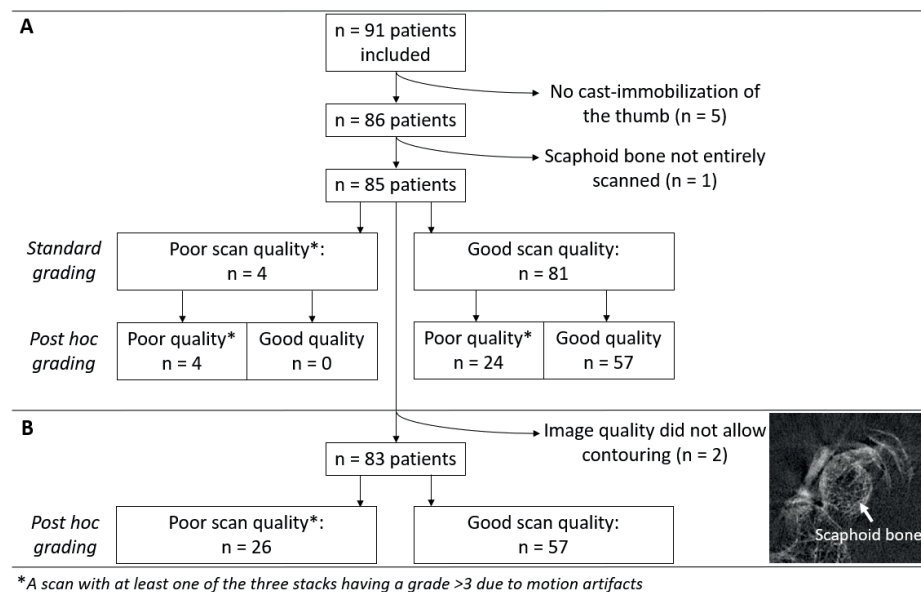 A
n = 91 patients
included
No cast-immobilization of
the thumb (n = 5)
n = 86 patients
Scaphoid bone not entirely
scanned (n = 1)
n = 85 patients
Standard
grading
Poor scan quality*:
n = 4
Good scan quality:
n = 81
Post hoc
grading
Poor quality*
n = 4
Good quality
n = 0
Poor quality*
n = 24
Good quality
n = 57
B
Image quality did not allow
contouring (n = 2)
n = 83 patients
Post hoc
grading
Poor scan quality*:
n = 26
Good scan quality:
n = 57
Scaphoid bone
*A scan with at least one of the three stacks having a grade >3 due to motion artifacts